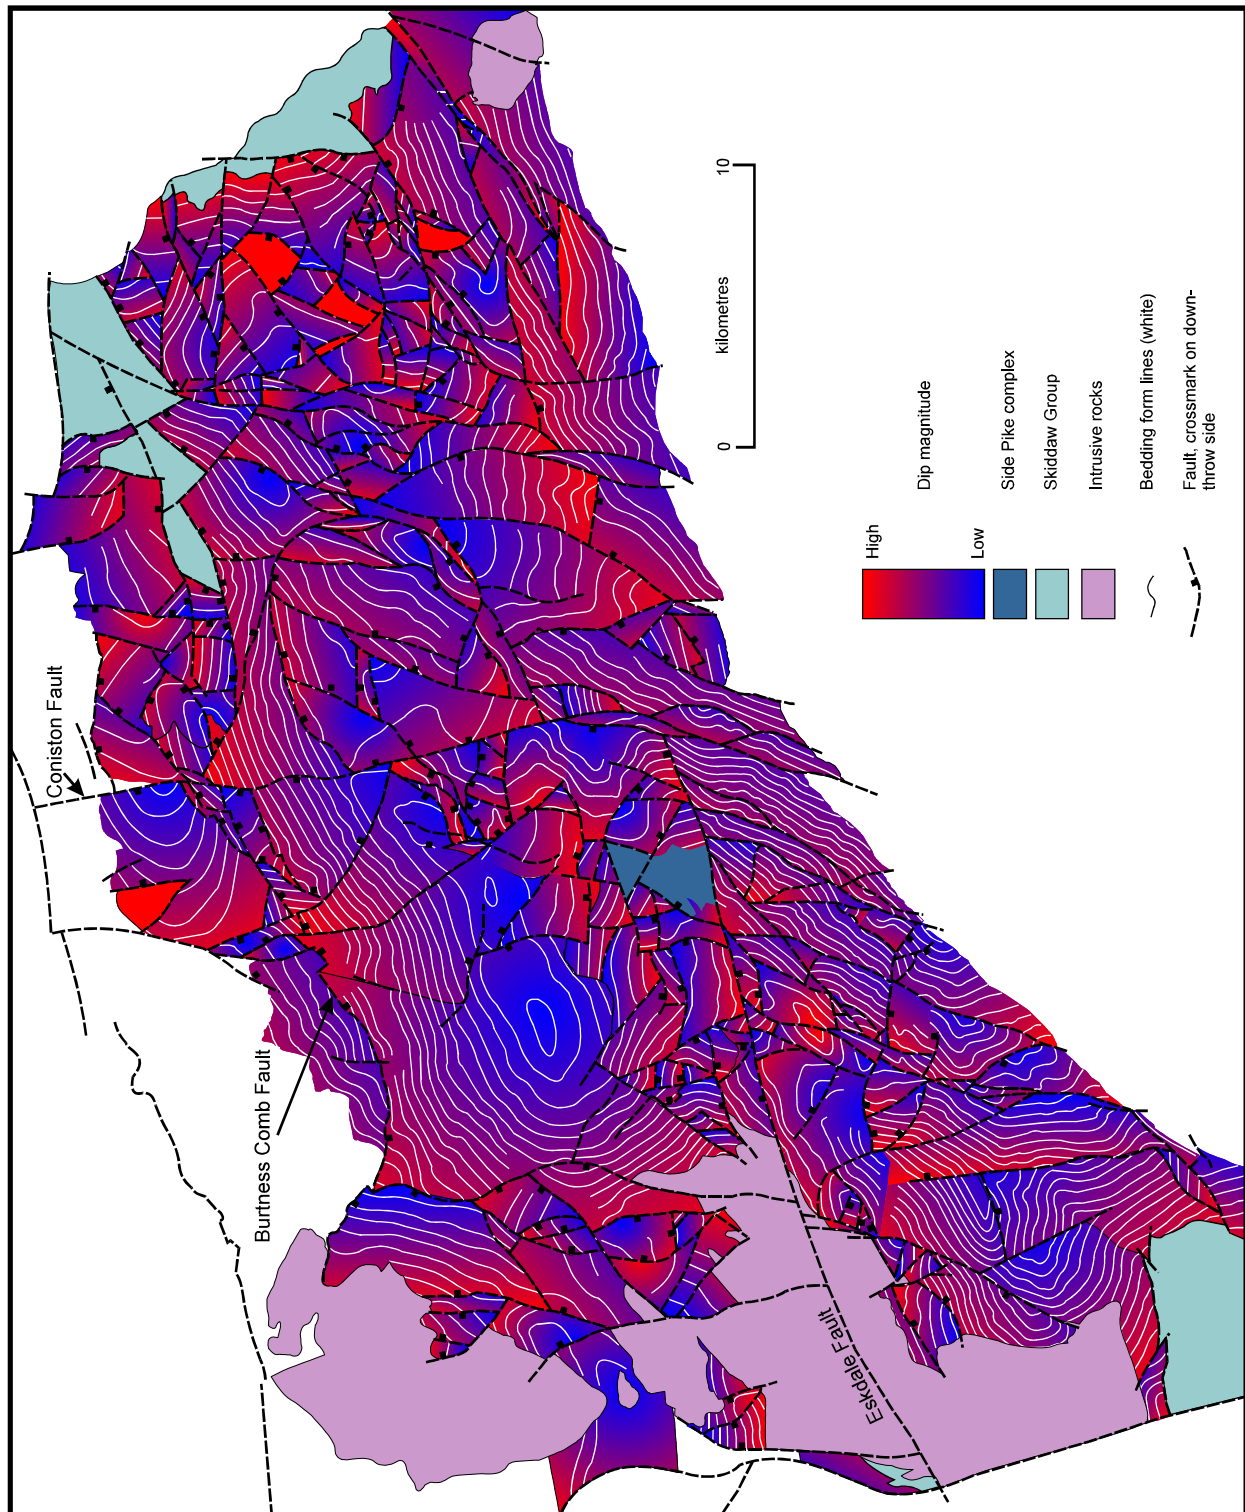 Coniston Fault
Burtness Comb Fault
Eskdale Fault
0
kilometres
10
High
Low
Dip magnitude
Side Pike complex
Skiddaw Group
Intrusive rocks
Bedding form lines (white)
Fault, crossmark on down-
throw side